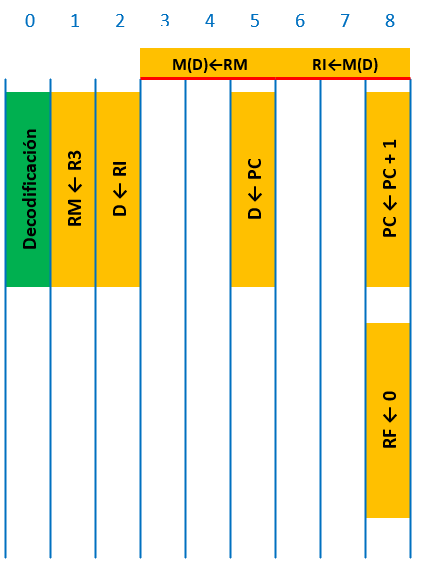 0 1 2 3 4 5 6 7 8
M(D)←RM RI←M(D)
Decodificación
RM ← R3
D ← RI
D ← PC
PC ← PC + 1
RF ← 0